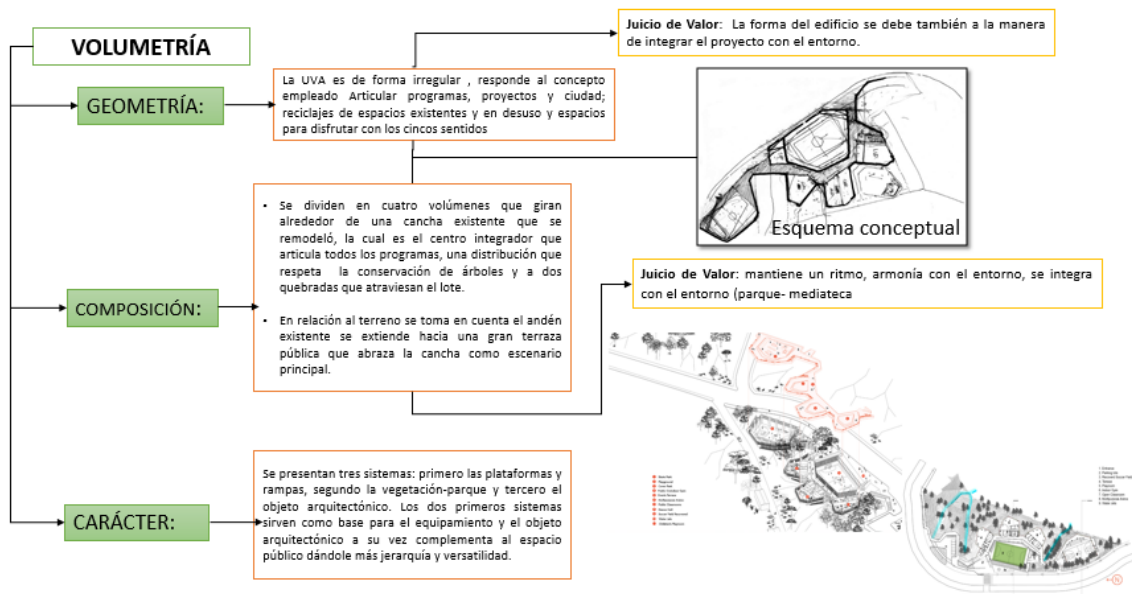 VOLUMETRÍA
Juicio de Valor: La forma del edificio se debe también a la manera
de integrar el proyecto con el entorno.
GEOMETRÍA:
La UVA es de forma irregular , responde al concepto
empleado Articular programas, proyectos y ciudad;
reciclajes de espacios existentes y en desuso y espacios
para disfrutar con los cincos sentidos
Esquema conceptual
COMPOSICIÓN:
• Se dividen en cuatro volúmenes que giran
alrededor de una cancha existente que se
remodeló, la cual es el centro integrador que
articula todos los programas, una distribución que
respeta la conservación de árboles y a dos
quebradas que atraviesan el lote.
• En relación al terreno se toma en cuenta el andén
existente se extiende hacia una gran terraza
pública que abraza la cancha como escenario
principal.
Juicio de Valor: mantiene un ritmo, armonía con el entorno, se integra
con el entorno (parque- mediateca
CARÁCTER:
Se presentan tres sistemas: primero las plataformas y
rampas, segundo la vegetación-parque y tercero el
objeto arquitectónico. Los dos primeros sistemas
sirven como base para el equipamiento y el objeto
arquitectónico a su vez complementa al espacio
público dándole más jerarquía y versatilidad.
N